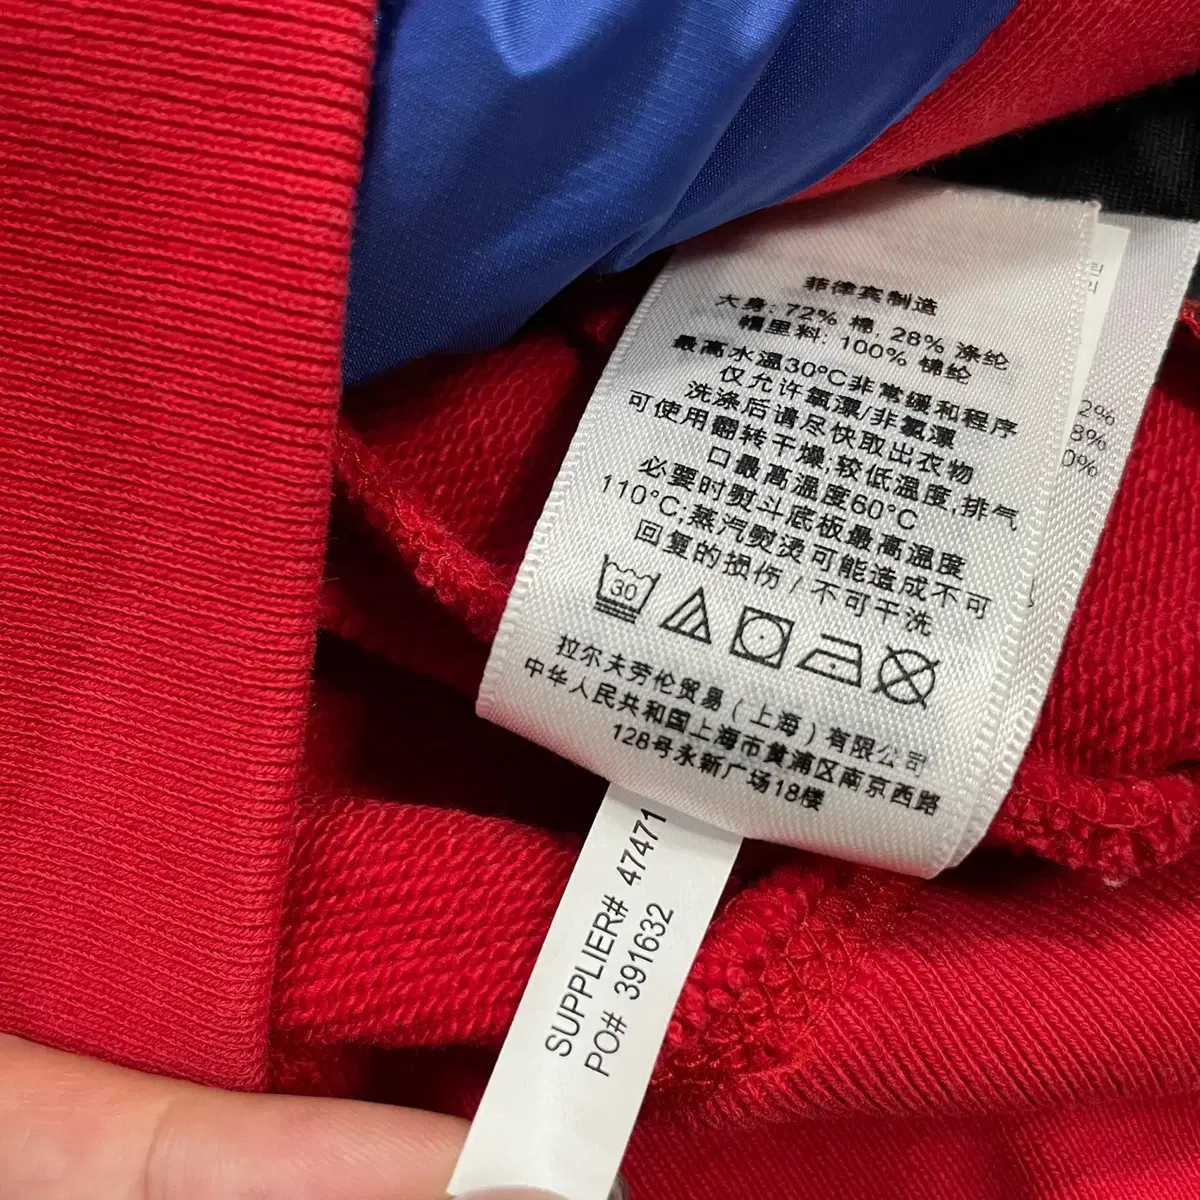 菲律宾制造
大身: 72% 棉, 28% 涤纶
帽里料: 100% 锦纶
最高水温30°C非常缓和程序
仅允许氧漂/非氯漂
洗涤后请尽快取出衣物
可使用翻转干燥,较低温度,排气
口最高温度60°C
必要时熨斗底板最高温度
110°C;蒸汽熨烫可能造成不可
回复的损伤 / 不可干洗
30
拉尔夫劳伦贸易 (上海) 有限公司
中华人民共和国上海市黄浦区南京西路
128号永新广场18楼
SUPPLIER# 47471
PO# 391632
2%
8%
0%